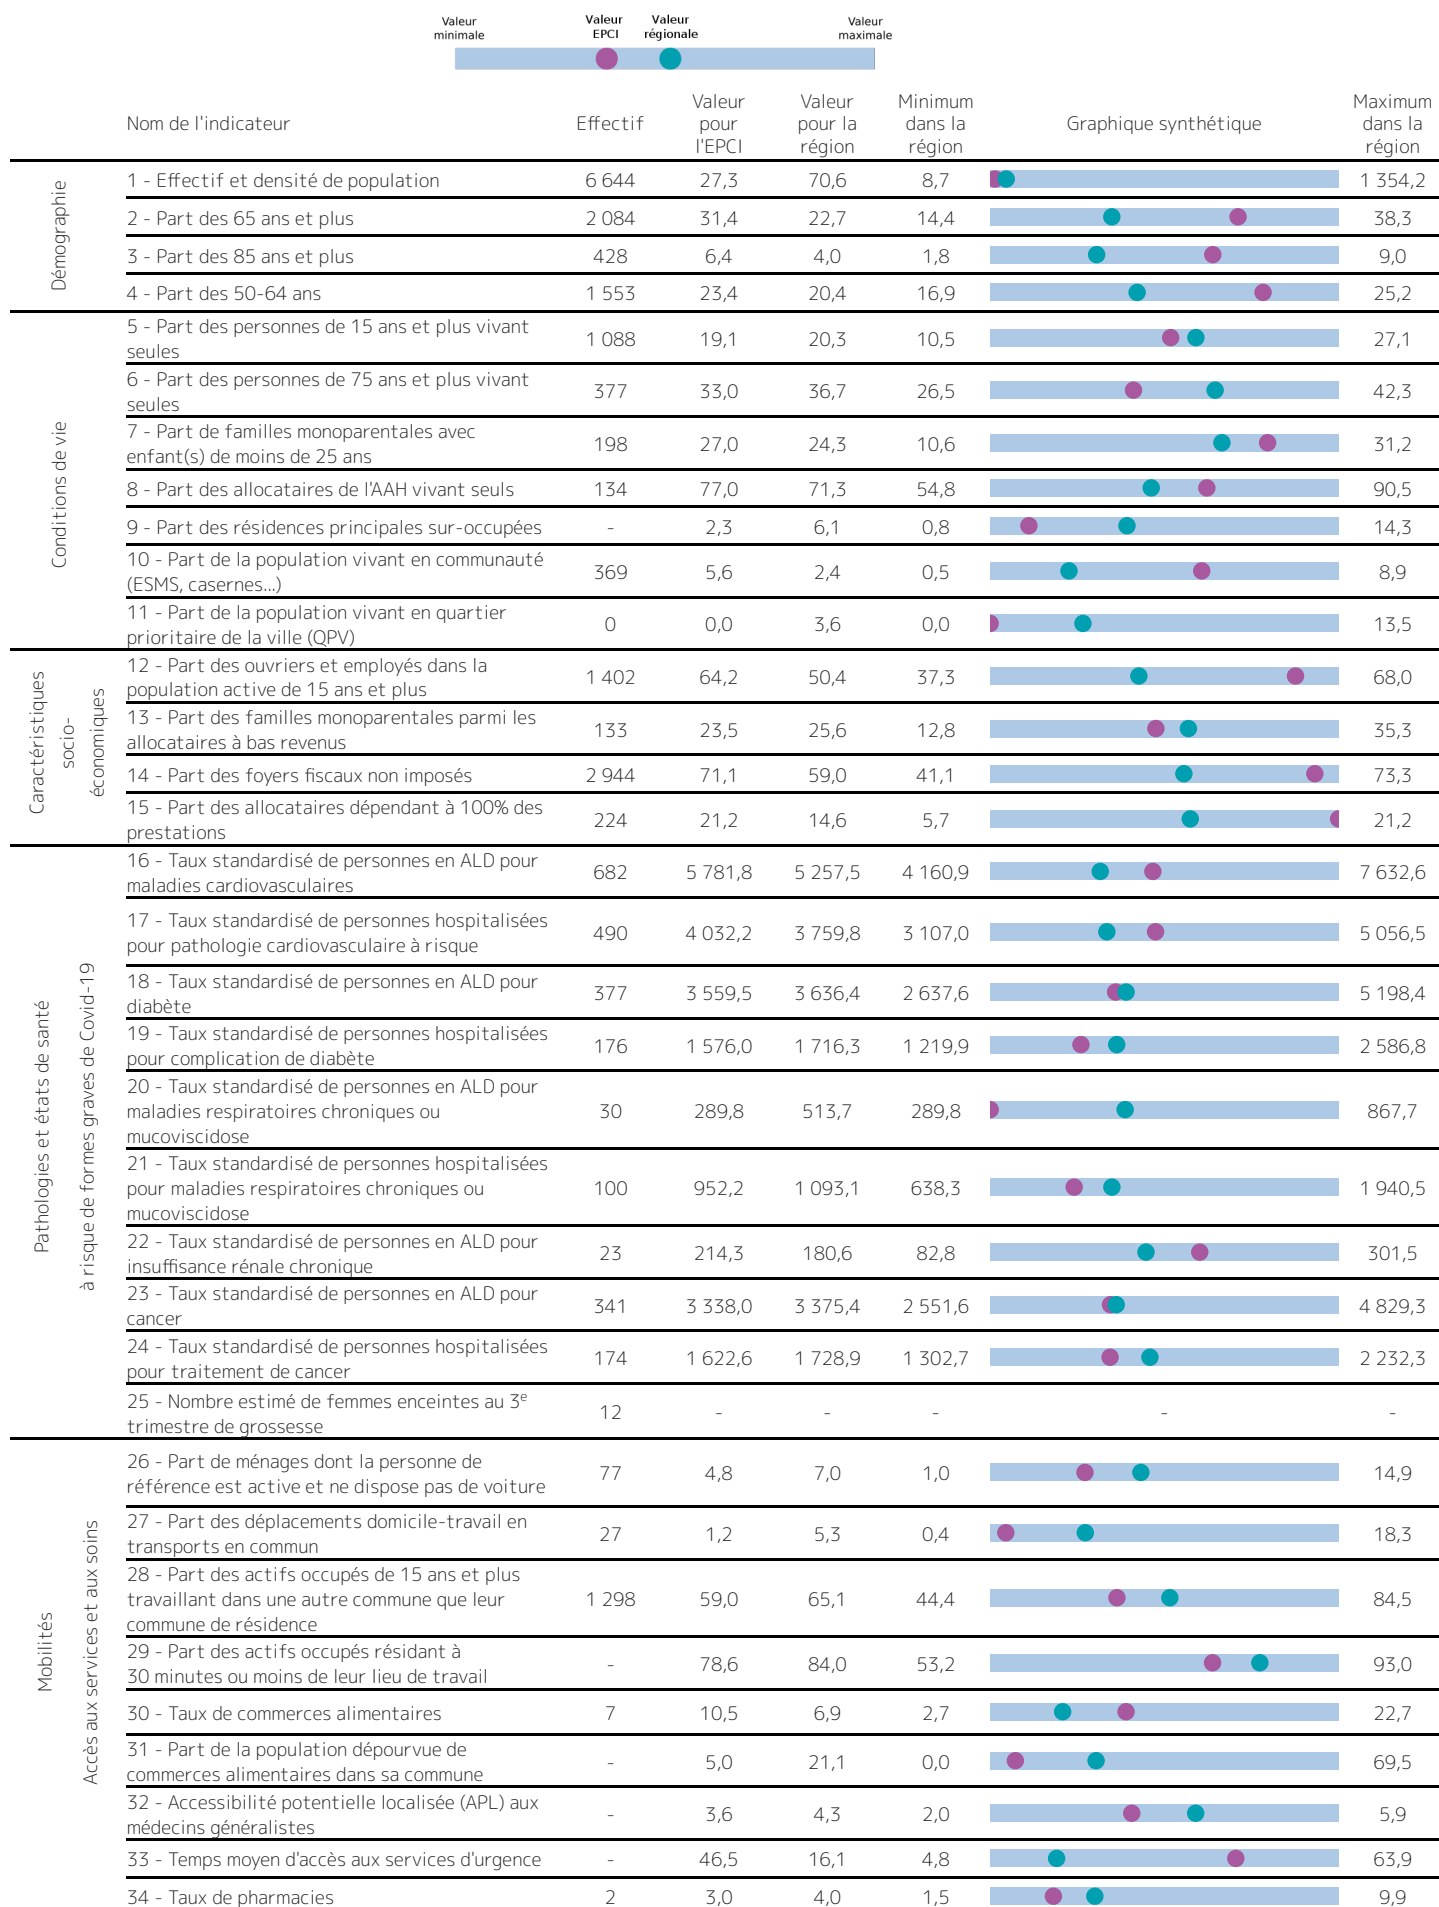 Valeur minimale
Valeur EPCI
Valeur régionale
Valeur maximale
Nom de l'indicateur Effectif Valeur pour l'EPCI Valeur pour la région Minimum dans la région Graphique synthétique Maximum dans la région
Démographie
1 - Effectif et densité de population 6 644 27,3 70,6 8,7 1 354,2
2 - Part des 65 ans et plus 2 084 31,4 22,7 14,4 38,3
3 - Part des 85 ans et plus 428 6,4 4,0 1,8 9,0
4 - Part des 50-64 ans 1 553 23,4 20,4 16,9 25,2
Conditions de vie
5 - Part des personnes de 15 ans et plus vivant
seules 1 088 19,1 20,3 10,5 27,1
6 - Part des personnes de 75 ans et plus vivant
seules 377 33,0 36,7 26,5 42,3
7 - Part de familles monoparentales avec
enfant(s) de moins de 25 ans 198 27,0 24,3 10,6 31,2
8 - Part des allocataires de l'AAH vivant seuls 134 77,0 71,3 54,8 90,5
9 - Part des résidences principales sur-occupées - 2,3 6,1 0,8 14,3
10 - Part de la population vivant en communauté
(ESMS, casernes...) 369 5,6 2,4 0,5 8,9
11 - Part de la population vivant en quartier
prioritaire de la ville (QPV) 0 0,0 3,6 0,0 13,5
Caractéristiques
socio-
économiques
12 - Part des ouvriers et employés dans la
population active de 15 ans et plus 1 402 64,2 50,4 37,3 68,0
13 - Part des familles monoparentales parmi les
allocataires à bas revenus 133 23,5 25,6 12,8 35,3
14 - Part des foyers fiscaux non imposés 2 944 71,1 59,0 41,1 73,3
15 - Part des allocataires dépendant à 100% des
prestations 224 21,2 14,6 5,7 21,2
Pathologies et états de santé
à risque de formes graves de Covid-19
16 - Taux standardisé de personnes en ALD pour
maladies cardiovasculaires 682 5 781,8 5 257,5 4 160,9 7 632,6
17 - Taux standardisé de personnes hospitalisées
pour pathologie cardiovasculaire à risque 490 4 032,2 3 759,8 3 107,0 5 056,5
18 - Taux standardisé de personnes en ALD pour
diabète 377 3 559,5 3 636,4 2 637,6 5 198,4
19 - Taux standardisé de personnes hospitalisées
pour complication de diabète 176 1 576,0 1 716,3 1 219,9 2 586,8
20 - Taux standardisé de personnes en ALD pour
maladies respiratoires chroniques ou
mucoviscidose 30 289,8 513,7 289,8 867,7
21 - Taux standardisé de personnes hospitalisées
pour maladies respiratoires chroniques ou
mucoviscidose 100 952,2 1 093,1 638,3 1 940,5
22 - Taux standardisé de personnes en ALD pour
insuffisance rénale chronique 23 214,3 180,6 82,8 301,5
23 - Taux standardisé de personnes en ALD pour
cancer 341 3 338,0 3 375,4 2 551,6 4 829,3
24 - Taux standardisé de personnes hospitalisées
pour traitement de cancer 174 1 622,6 1 728,9 1 302,7 2 232,3
25 - Nombre estimé de femmes enceintes au 3e
trimestre de grossesse 12 - - - - -
Mobilités
Accès aux services et aux soins
26 - Part de ménages dont la personne de
référence est active et ne dispose pas de voiture 77 4,8 7,0 1,0 14,9
27 - Part des déplacements domicile-travail en
transports en commun 27 1,2 5,3 0,4 18,3
28 - Part des actifs occupés de 15 ans et plus
travaillant dans une autre commune que leur
commune de résidence 1 298 59,0 65,1 44,4 84,5
29 - Part des actifs occupés résidant à
30 minutes ou moins de leur lieu de travail - 78,6 84,0 53,2 93,0
30 - Taux de commerces alimentaires 7 10,5 6,9 2,7 22,7
31 - Part de la population dépourvue de
commerces alimentaires dans sa commune - 5,0 21,1 0,0 69,5
32 - Accessibilité potentielle localisée (APL) aux
médecins généralistes - 3,6 4,3 2,0 5,9
33 - Temps moyen d'accès aux services d'urgence - 46,5 16,1 4,8 63,9
34 - Taux de pharmacies 2 3,0 4,0 1,5 9,9